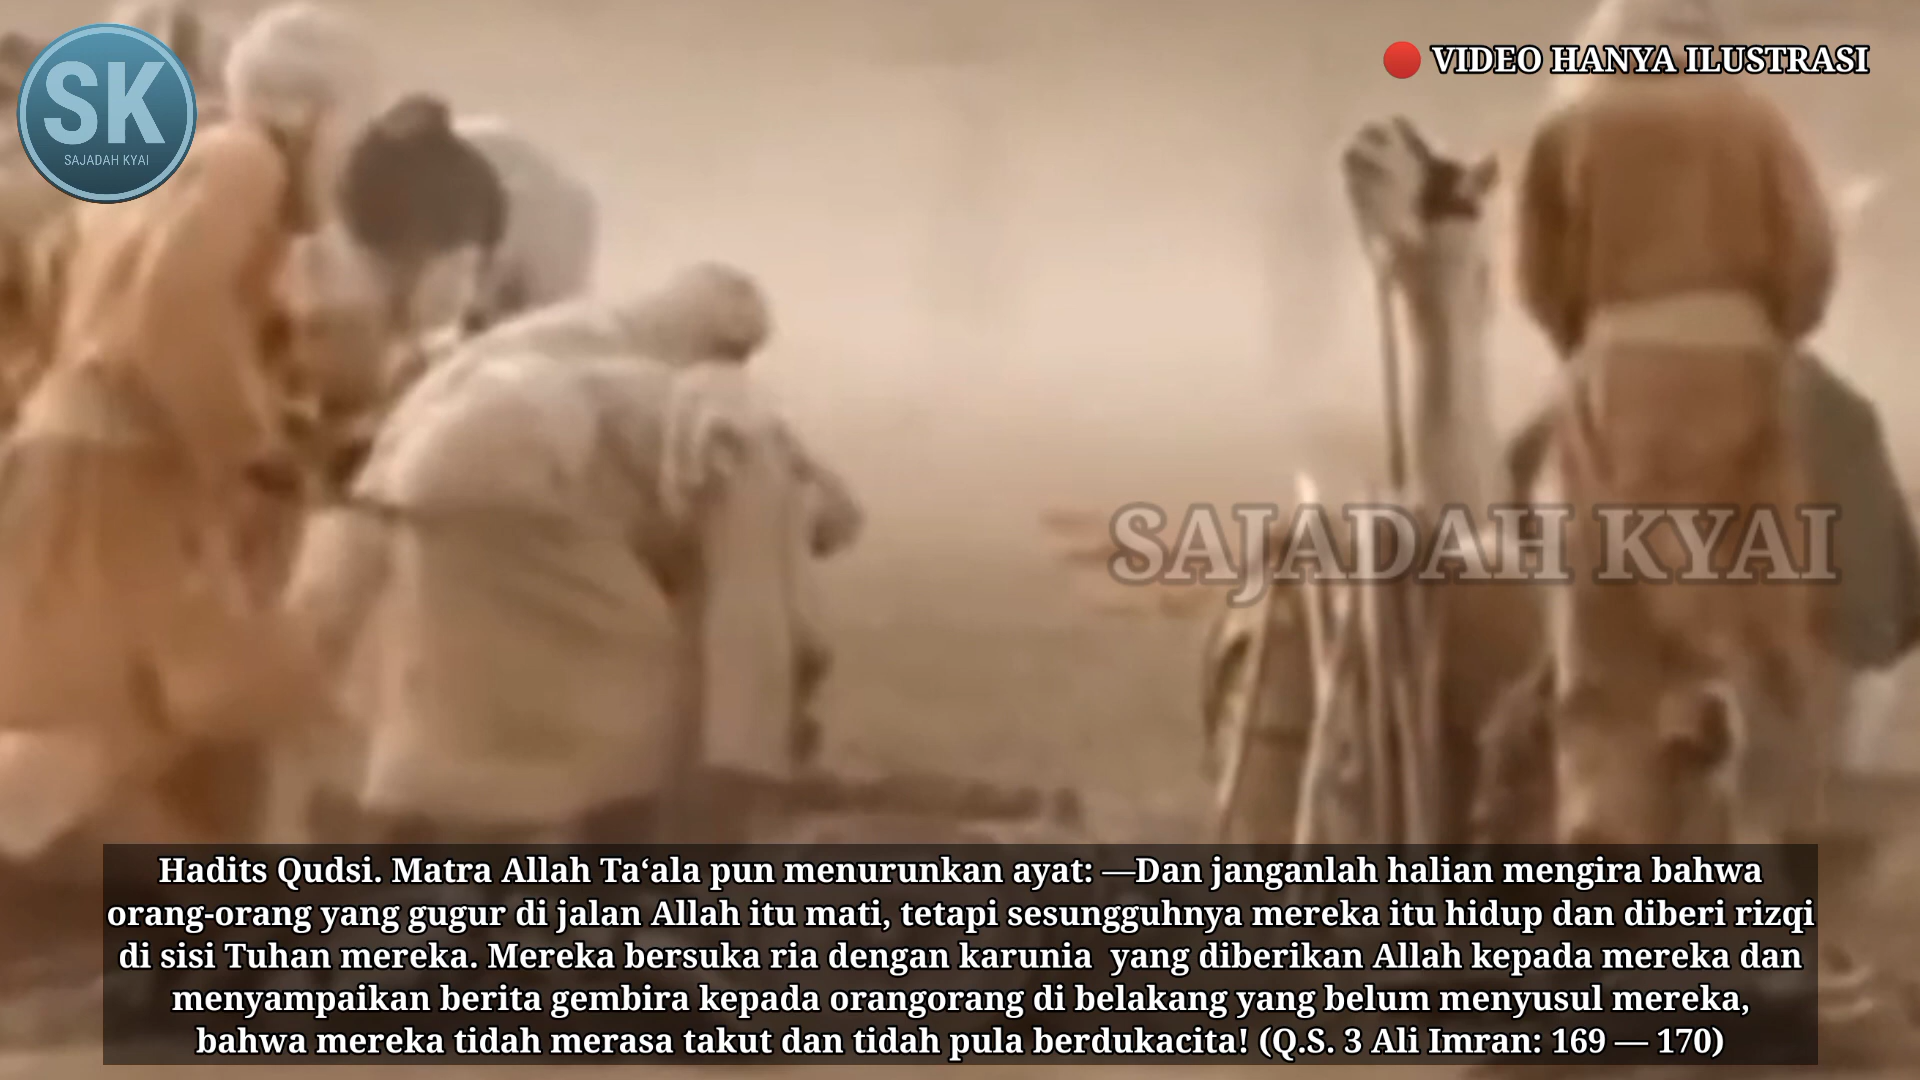 SK
SAJADAH KYAI
🔴 VIDEO HANYA ILUSTRASI
SAJADAH KYAI
Hadits Qudsi. Matra Allah Ta‘ala pun menurunkan ayat: —Dan janganlah halian mengira bahwa
orang-orang yang gugur di jalan Allah itu mati, tetapi sesungguhnya mereka itu hidup dan diberi rizqi
di sisi Tuhan mereka. Mereka bersuka ria dengan karunia  yang diberikan Allah kepada mereka dan
menyampaikan berita gembira kepada orangorang di belakang yang belum menyusul mereka,
bahwa mereka tidah merasa takut dan tidah pula berdukacita! (Q.S. 3 Ali Imran: 169 — 170)